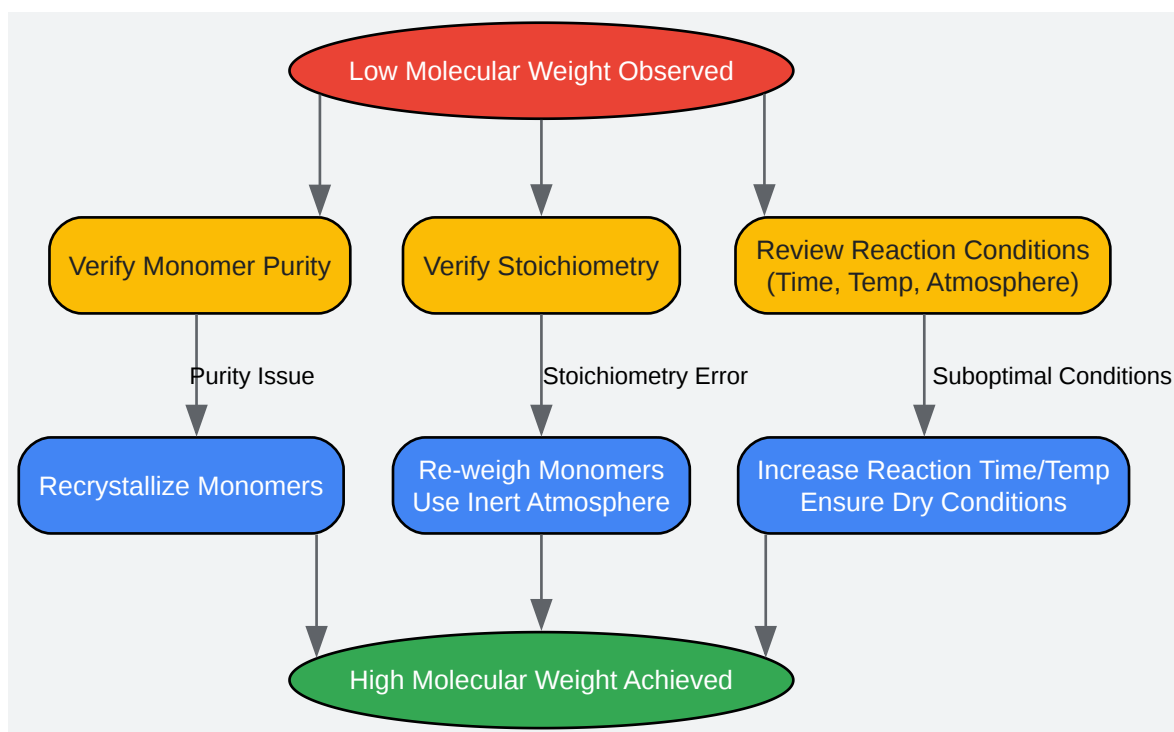 Low Molecular Weight Observed
Verify Monomer Purity
Verify Stoichiometry
Review Reaction Conditions
(Time, Temp, Atmosphere)
Purity Issue
Stoichiometry Error
Suboptimal Conditions
Recrystallize Monomers
Re-weigh Monomers
Use Inert Atmosphere
Increase Reaction Time/Temp
Ensure Dry Conditions
High Molecular Weight Achieved